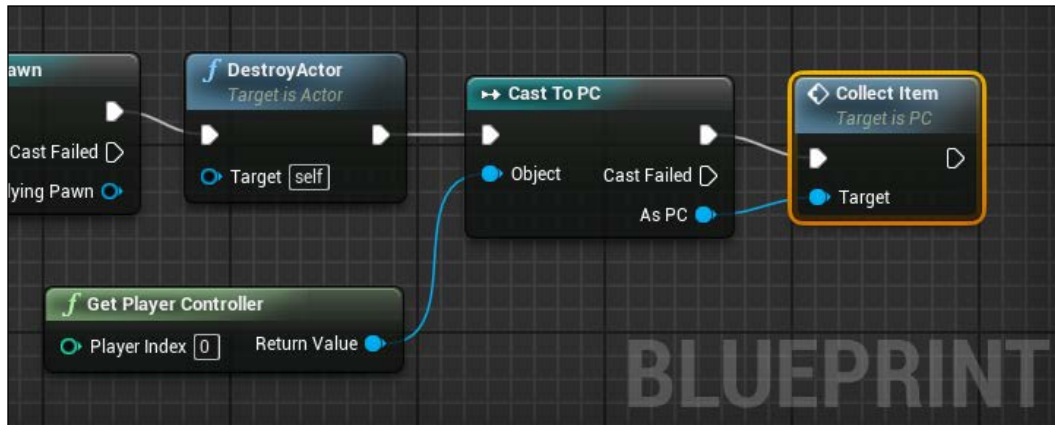 awn
Cast Failed
lying Pawn
f DestroyActor
Target is Actor
Target self
Cast To PC
Object Cast Failed
As PC
Collect Item
Target is PC
Target
f Get Player Controller
Player Index 0 Return Value
BLUEPRINT